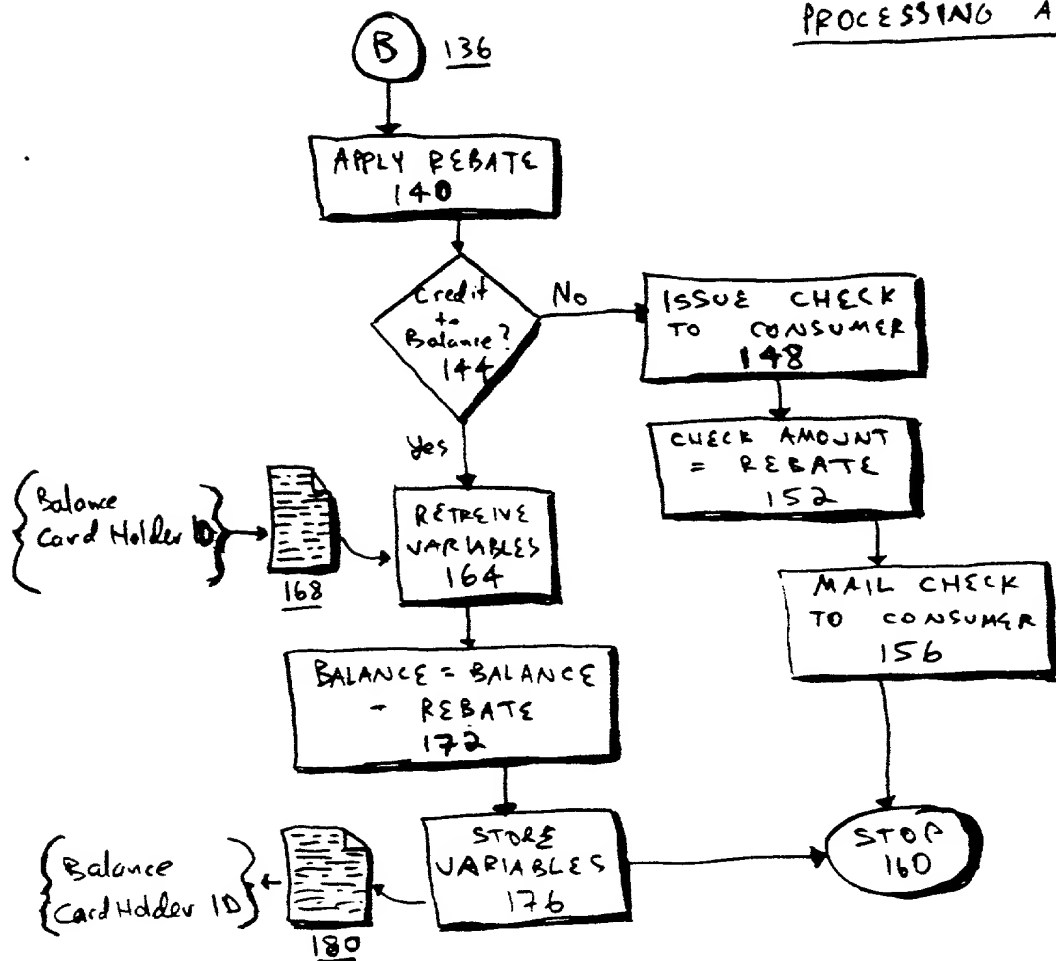 PROCESSING A
B 136
APPLY REBATE
140
Credit
to
Balance?
144
No
ISSUE CHECK
TO CONSUMER
148
CHECK AMOUNT
= REBATE
152
MAIL CHECK
TO CONSUMER
156
Yes
Balance
Card Holder ID
168
RETREIVE
VARIABLES
164
BALANCE = BALANCE
- REBATE
172
STORE
VARIABLES
176
STOP
160
Balance
Card Holder ID
180